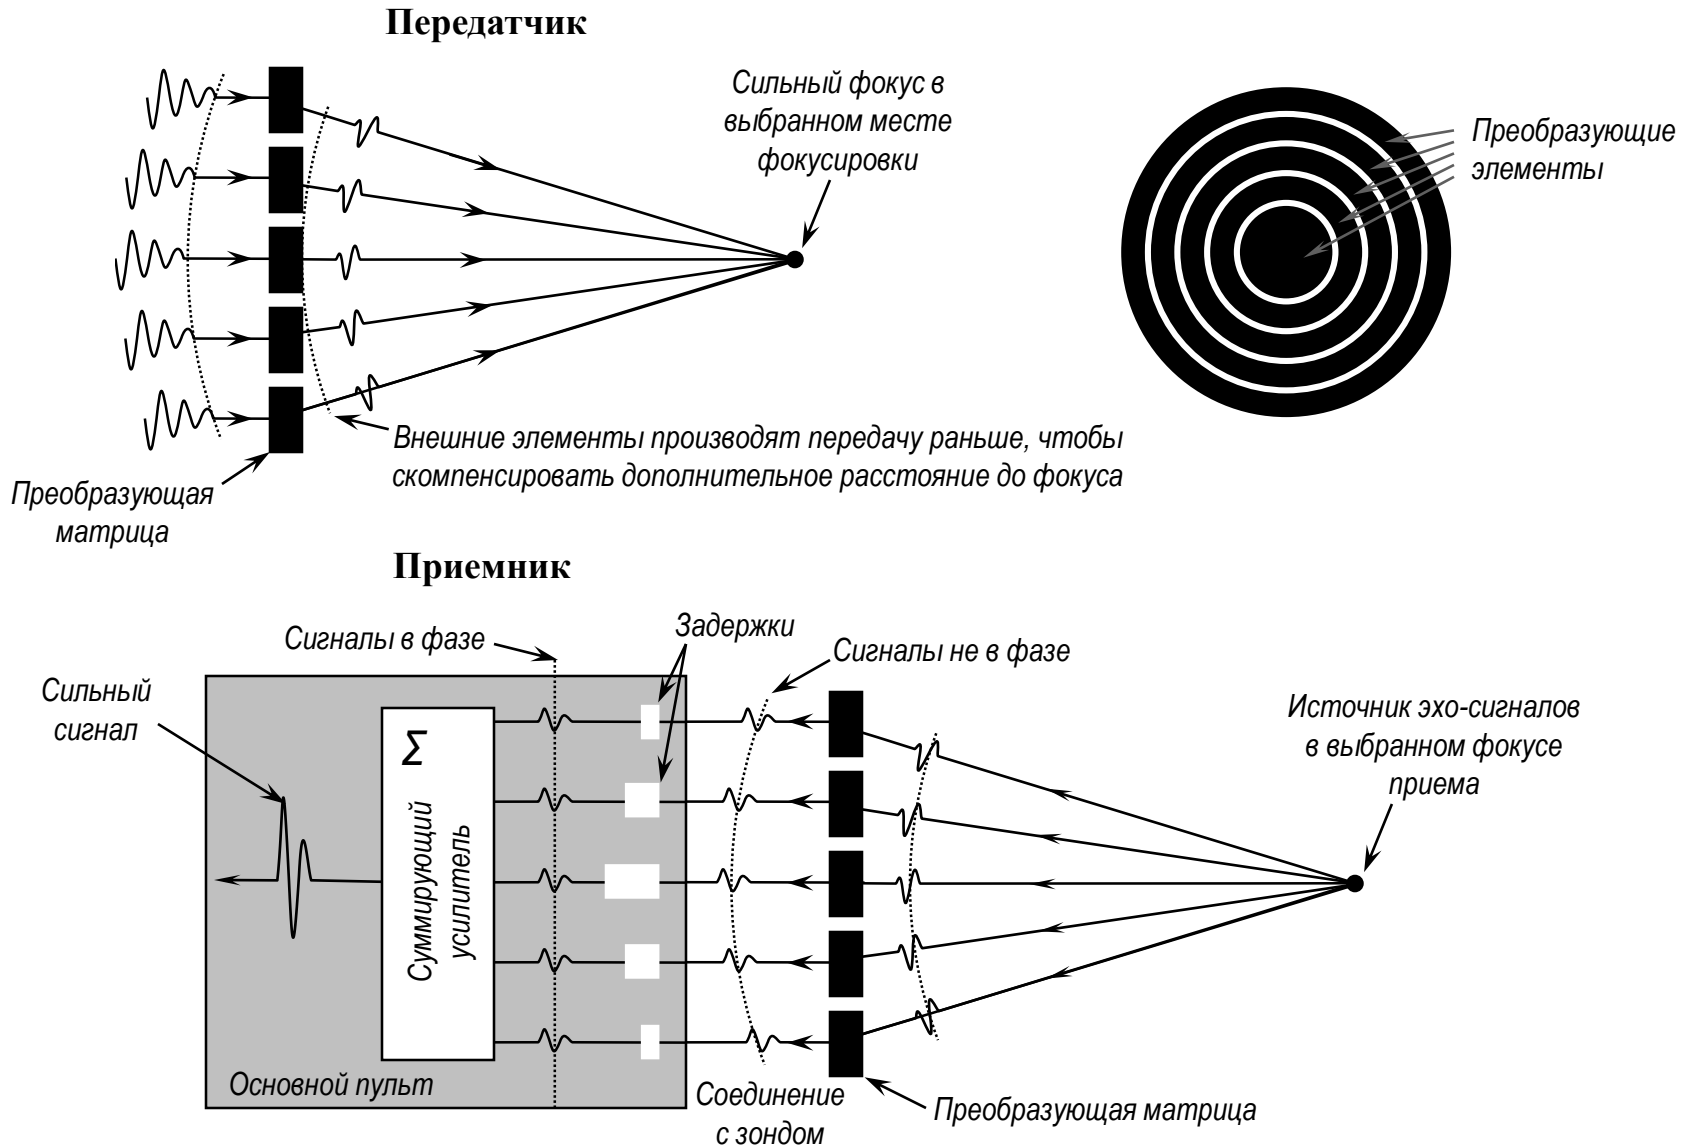 Передатчик
Сильный фокус в
выбранном месте
фокусировки
Преобразующие
элементы
Внешние элементы производят передачу раньше, чтобы
скомпенсировать дополнительное расстояние до фокуса
Преобразующая
матрица
Приемник
Сигналы в фазе
Задержки
Сигналы не в фазе
Сильный
сигнал
Источник эхо-сигналов
в выбранном фокусе
приема
Σ
Суммирующий
усилитель
Основной пульт
Соединение
с зондом
Преобразующая матрица